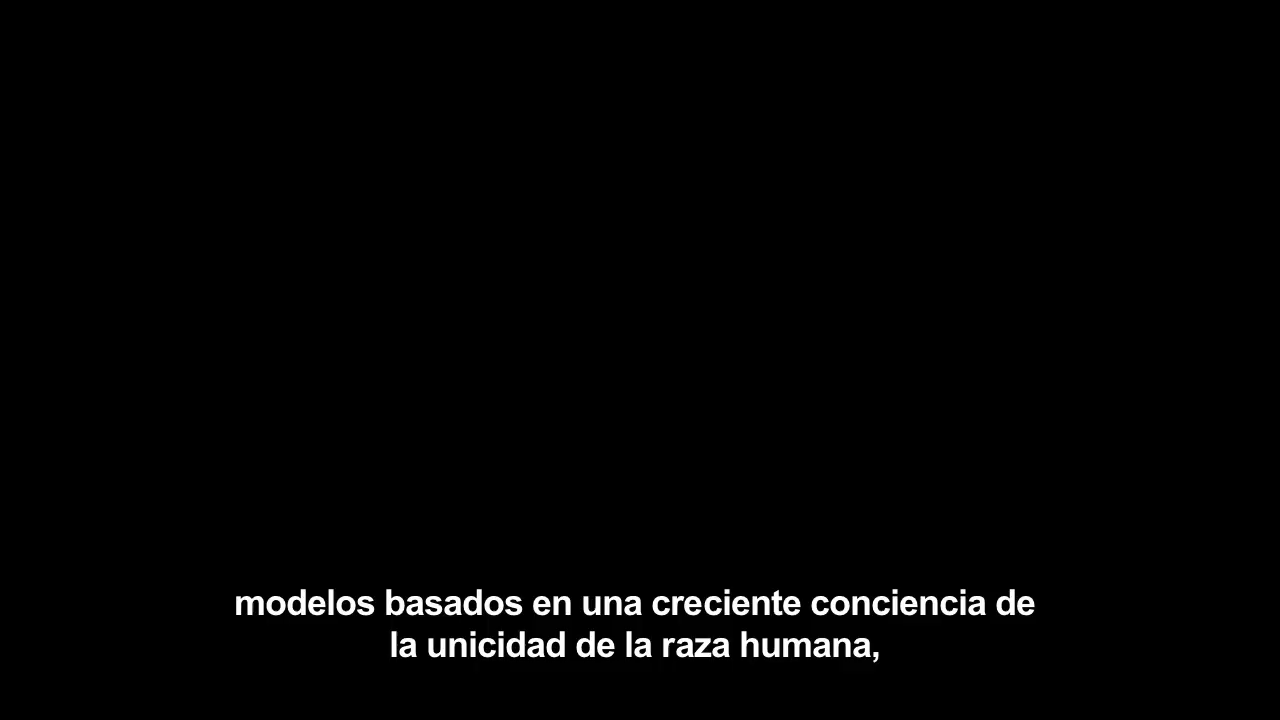 modelos basados en una creciente conciencia de
la unicidad de la raza humana,